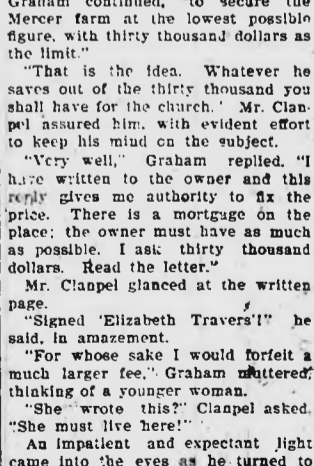 Graham continued, "to secure the
Mercer farm at the lowest possible
figure, with thirty thousand dollars as
the limit."
"That is the idea. Whatever he
saves out of the thirty thousand you
shall have for the church.' Mr. Clan-
pel assured him, with evident effort
to keep his mind on the subject.
"Very well," Graham replied. "I
have written to the owner and this
reply gives me authority to fix the
price. There is a mortgage on the
place; the owner must have as much
as possible. I ask thirty thousand
dollars. Read the letter."
Mr. Clanpel glanced at the written
page.
"Signed 'Elizabeth Travers'!" he
said, in amazement.
"For whose sake I would forfeit a
much larger fee," Graham muttered,
thinking of a younger woman.
"She wrote this?" Clanpel asked.
"She must live here!"
An impatient and expectant light
came into the eyes as he turned to